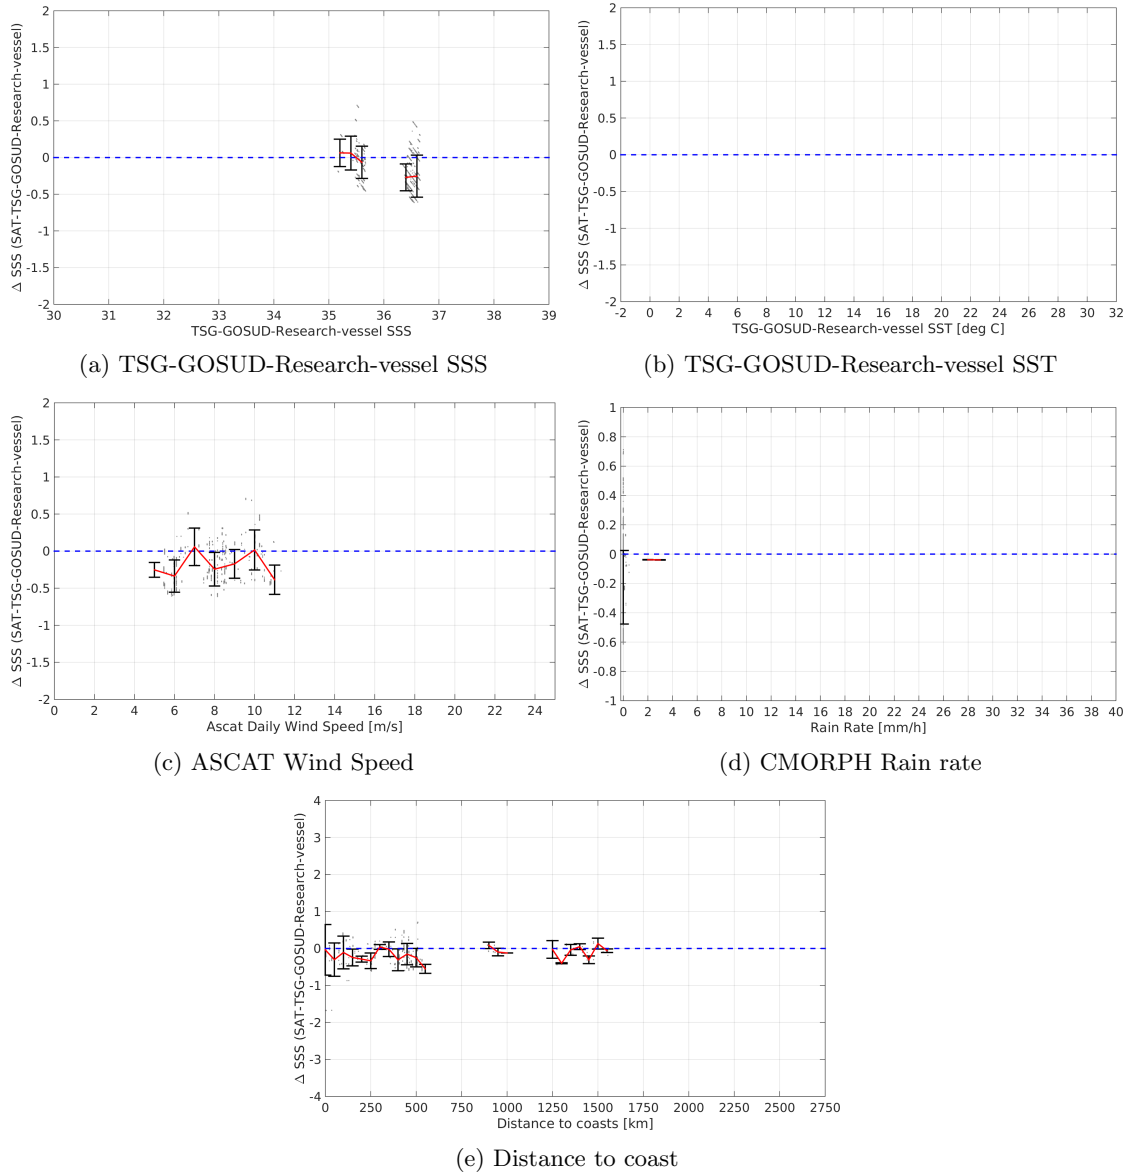 Δ SSS (SAT-TSG-GOSUD-Research-vessel)
2
1.5
1
0.5
0
-0.5
-1
-1.5
-2
30 31 32 33 34 35 36 37 38 39
TSG-GOSUD-Research-vessel SSS
(a) TSG-GOSUD-Research-vessel SSS
Δ SSS (SAT-TSG-GOSUD-Research-vessel)
2
1.5
1
0.5
0
-0.5
-1
-1.5
-2
-2 0 2 4 6 8 10 12 14 16 18 20 22 24 26 28 30 32
TSG-GOSUD-Research-vessel SST [deg C]
(b) TSG-GOSUD-Research-vessel SST
Δ SSS (SAT-TSG-GOSUD-Research-vessel)
2
1.5
1
0.5
0
-0.5
-1
-1.5
-2
0 2 4 6 8 10 12 14 16 18 20 22 24
Ascat Daily Wind Speed [m/s]
(c) ASCAT Wind Speed
Δ SSS (SAT-TSG-GOSUD-Research-vessel)
1
0.8
0.6
0.4
0.2
0
-0.2
-0.4
-0.6
-0.8
-1
0 2 4 6 8 10 12 14 16 18 20 22 24 26 28 30 32 34 36 38 40
Rain Rate [mm/h]
(d) CMORPH Rain rate
Δ SSS (SAT-TSG-GOSUD-Research-vessel)
4
3
2
1
0
-1
-2
-3
-4
0 250 500 750 1000 1250 1500 1750 2000 2250 2500 2750
Distance to coasts [km]
(e) Distance to coast